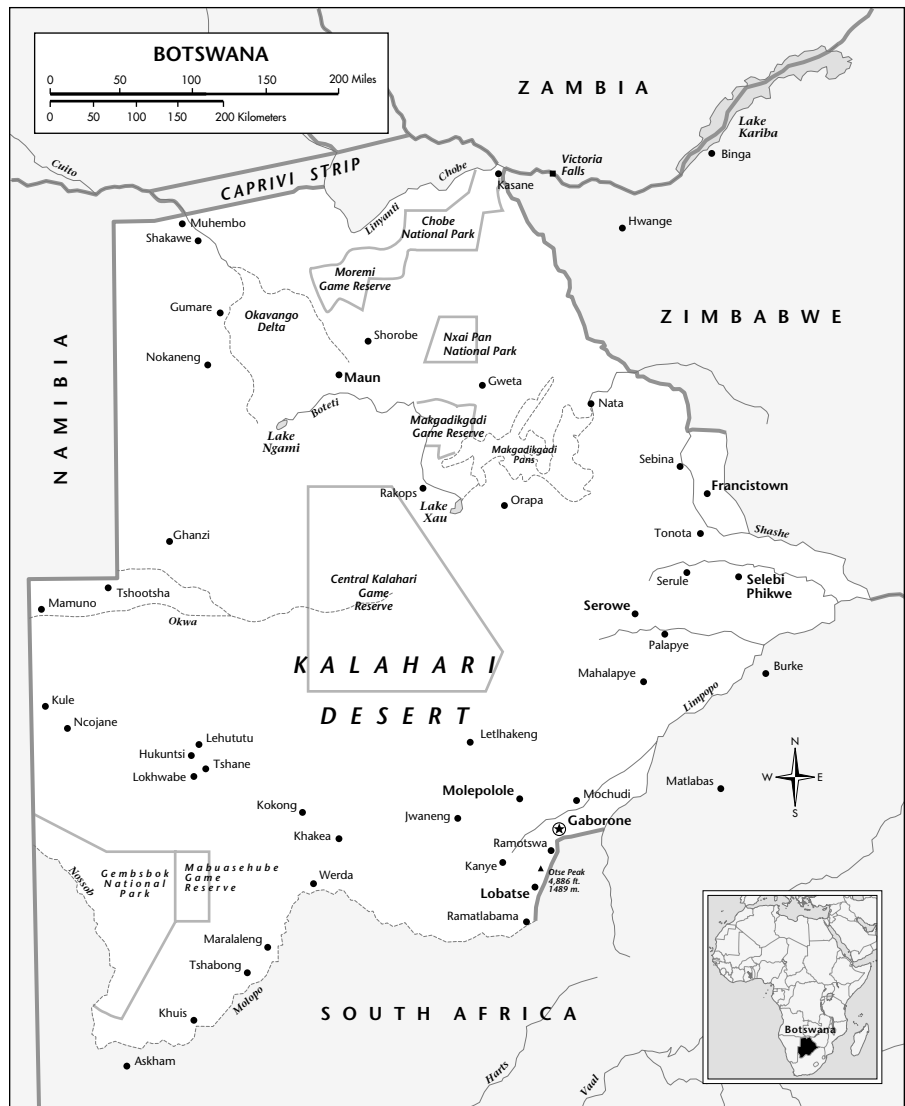 BOTSWANA
0 50 100 150 200 Miles
0 50 100 150 200 Kilometers
ZAMBIA
Lake
Kariba
Binga
Victoria
Falls
Cuito
CAPRIVI STRIP
Chobe
Kasane
Linyanti
Chobe
National Park
Hwange
Muhembo
Shakawe
Moremi
Game Reserve
Gumare
Okavango
Delta
ZIMBABWE
Shorobe
Nxai Pan
National Park
NAMIBIA
Nokaneng
Maun
Gweta
Boteti
Nata
Lake
Ngami
Makgadikgadi
Game Reserve
Makgadikgadi
Pans
Sebina
Rakops
Lake
Xau
Orapa
Francistown
Shashe
Tonota
Ghanzi
Serule
Selebi
Phikwe
Central Kalahari
Game
Reserve
Tshootsha
Mamuno
Okwa
Serowe
Palapye
KALAHARI
DESERT
Mahalapye
Burke
Limpopo
Kule
Ncojane
Lehututu
Hukuntsi
Tshane
Lokhwabe
Letlhakeng
N
W E
S
Matlabas
Molepolole
Mochudi
Kokong
Jwaneng
Gaborone
Khakea
Ramotswa
Kanye
Otse Peak
4,886 ft.
1489 m.
Nossob
Gembsbok
National
Park
Mabuasehube
Game
Reserve
Werda
Lobatse
Ramatlabama
Maralaleng
Tshabong
Molopo
Khuis
SOUTH AFRICA
Askham
Harts
Vaal
Botswana